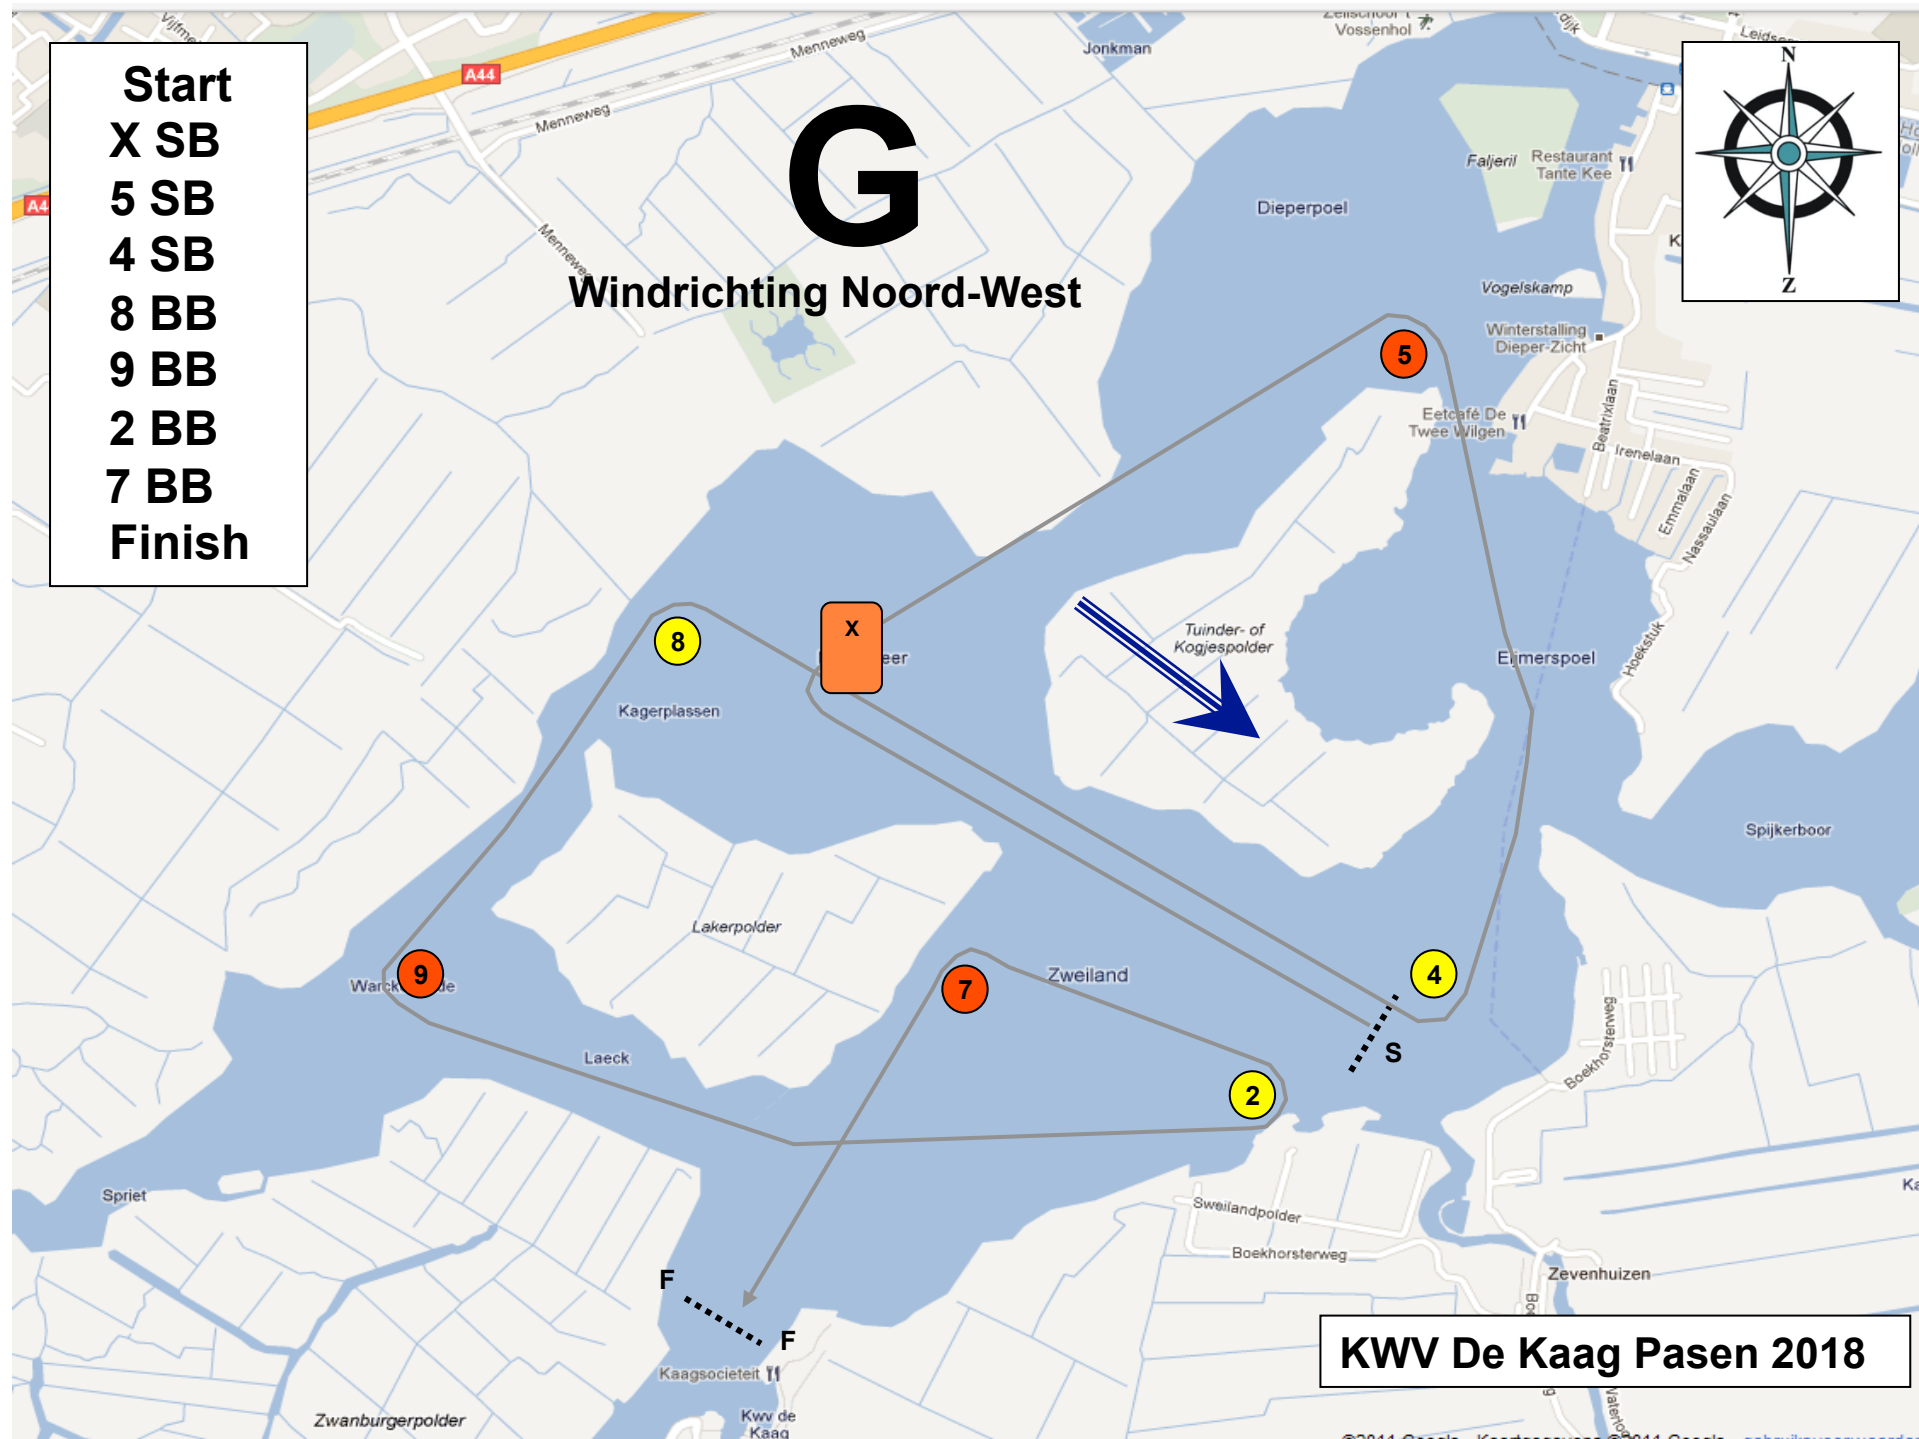 Start
X SB
5 SB
4 SB
8 BB
9 BB
2 BB
7 BB
Finish
G
Windrichting Noord-West
N
Z
A44
Menneweg
Menneweg
Menneweg
Jonkman
Vossenhol
Dieperpoel
Faljeril
Restaurant
Tante Kee
Vogelskamp
Winterstalling
Dieper-Zicht
5
Eetcafé De
Twee Wilgen
Beatrixlaan
Irenelaan
Emmalaan
Nassaulaan
Hoekstuk
X
eer
8
Kagerplassen
Tuinder- of
Kogjespolder
Eijmerspoel
Spijkerboor
Lakerpolder
9
7
Zweiland
4
S
2
Laeck
Boekhorsterweg
Spriet
Sweilandpolder
Boekhorsterweg
Zevenhuizen
F
F
Kaagsocieteit
Zwanburgerpolder
Kwv de
Kaag
KWV De Kaag Pasen 2018